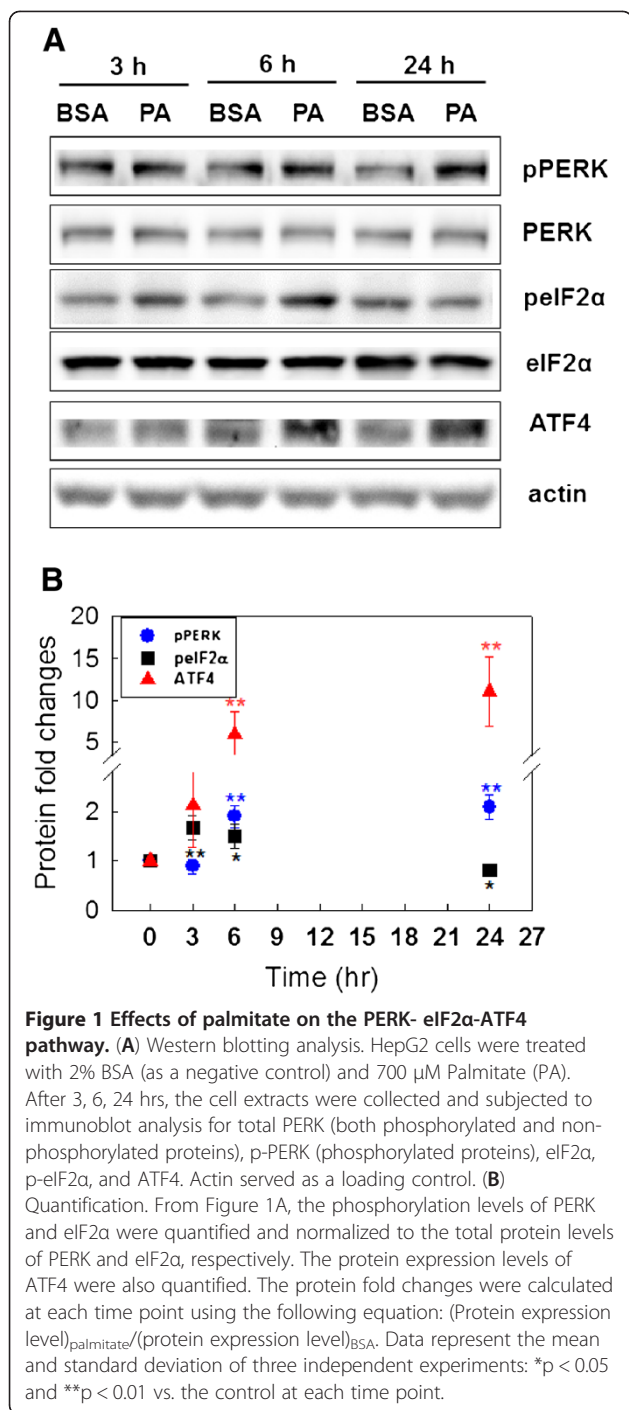 A
3 h 6 h 24 h
BSA PA BSA PA BSA PA
pPERK
PERK
peIF2α
eIF2α
ATF4
actin
B
Protein fold changes
20
15
10
5
2
1
0
pPERK
peIF2α
ATF4
**
**
**
*
**
**
*
0 3 6 9 12 15 18 21 24 27
Time (hr)
Figure 1 Effects of palmitate on the PERK- eIF2α-ATF4
pathway. (A) Western blotting analysis. HepG2 cells were treated
with 2% BSA (as a negative control) and 700 μM Palmitate (PA).
After 3, 6, 24 hrs, the cell extracts were collected and subjected to
immunoblot analysis for total PERK (both phosphorylated and non-
phosphorylated proteins), p-PERK (phosphorylated proteins), eIF2α,
p-eIF2α, and ATF4. Actin served as a loading control. (B)
Quantification. From Figure 1A, the phosphorylation levels of PERK
and eIF2α were quantified and normalized to the total protein levels
of PERK and eIF2α, respectively. The protein expression levels of
ATF4 were also quantified. The protein fold changes were calculated
at each time point using the following equation: (Protein expression
level)palmitate/(protein expression level)BSA. Data represent the mean
and standard deviation of three independent experiments: *p < 0.05
and **p < 0.01 vs. the control at each time point.